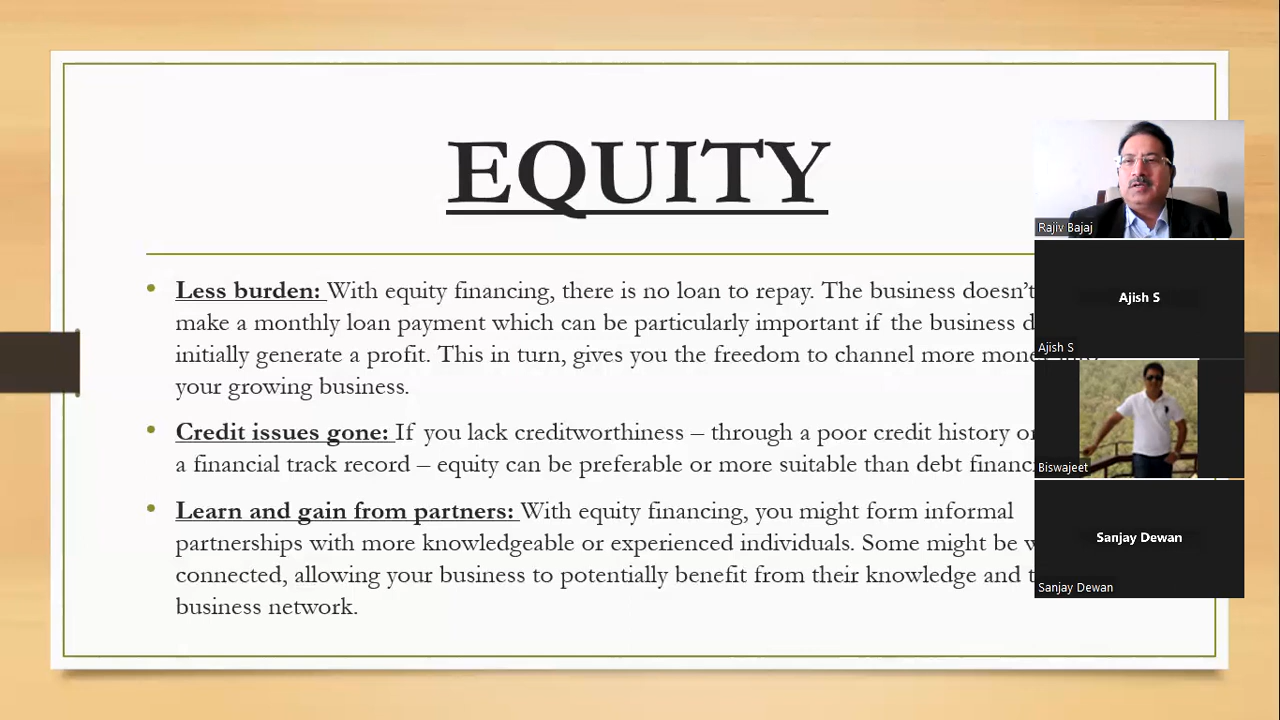 EQUITY
• Less burden: With equity financing, there is no loan to repay. The business doesn't
make a monthly loan payment which can be particularly important if the business
initially generate a profit. This in turn, gives you the freedom to channel more
your growing business.
• Credit issues gone: If you lack creditworthiness – through a poor credit history or
a financial track record – equity can be preferable or more suitable than debt
• Learn and gain from partners: With equity financing, you might form informal
partnerships with more knowledgeable or experienced individuals. Some might be
connected, allowing your business to potentially benefit from their knowledge and
business network.
Rajiv Bajaj
Ajish S
Ajish S
Biswajeet
Sanjay Dewan
Sanjay Dewan